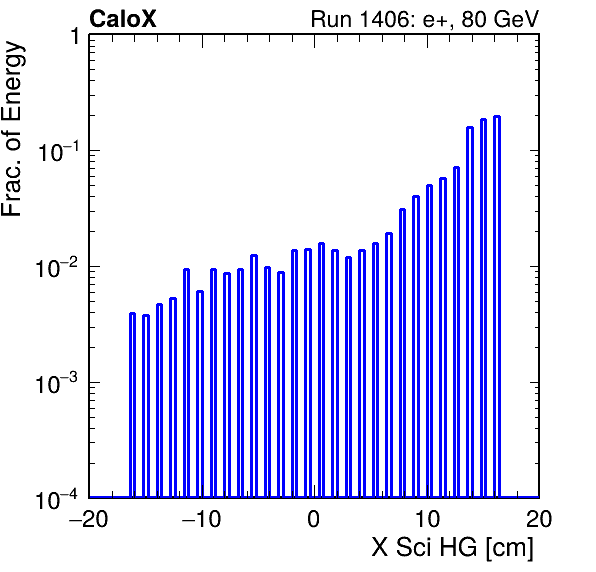 CaloX Run 1406: e+, 80 GeV
Frac. of Energy
1
10⁻¹
10⁻²
10⁻³
10⁻⁴
−20 −10 0 10 20
X Sci HG [cm]